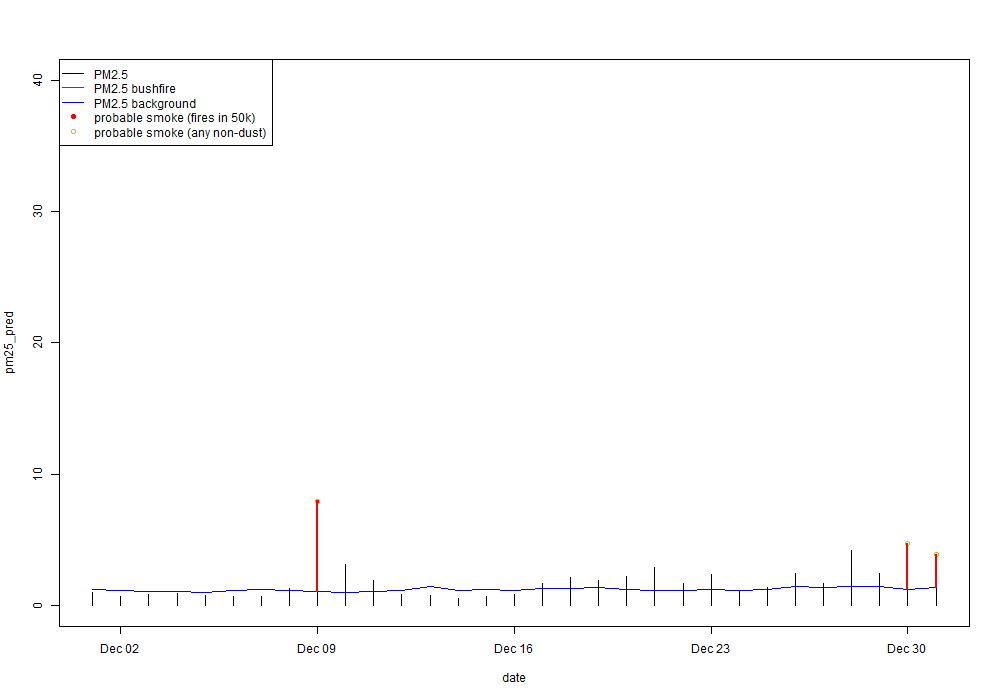 PM2.5
PM2.5 bushfire
PM2.5 background
probable smoke (fires in 50k)
probable smoke (any non-dust)
40
30
20
10
0
pm25_pred
Dec 02
Dec 09
Dec 16
Dec 23
Dec 30
date